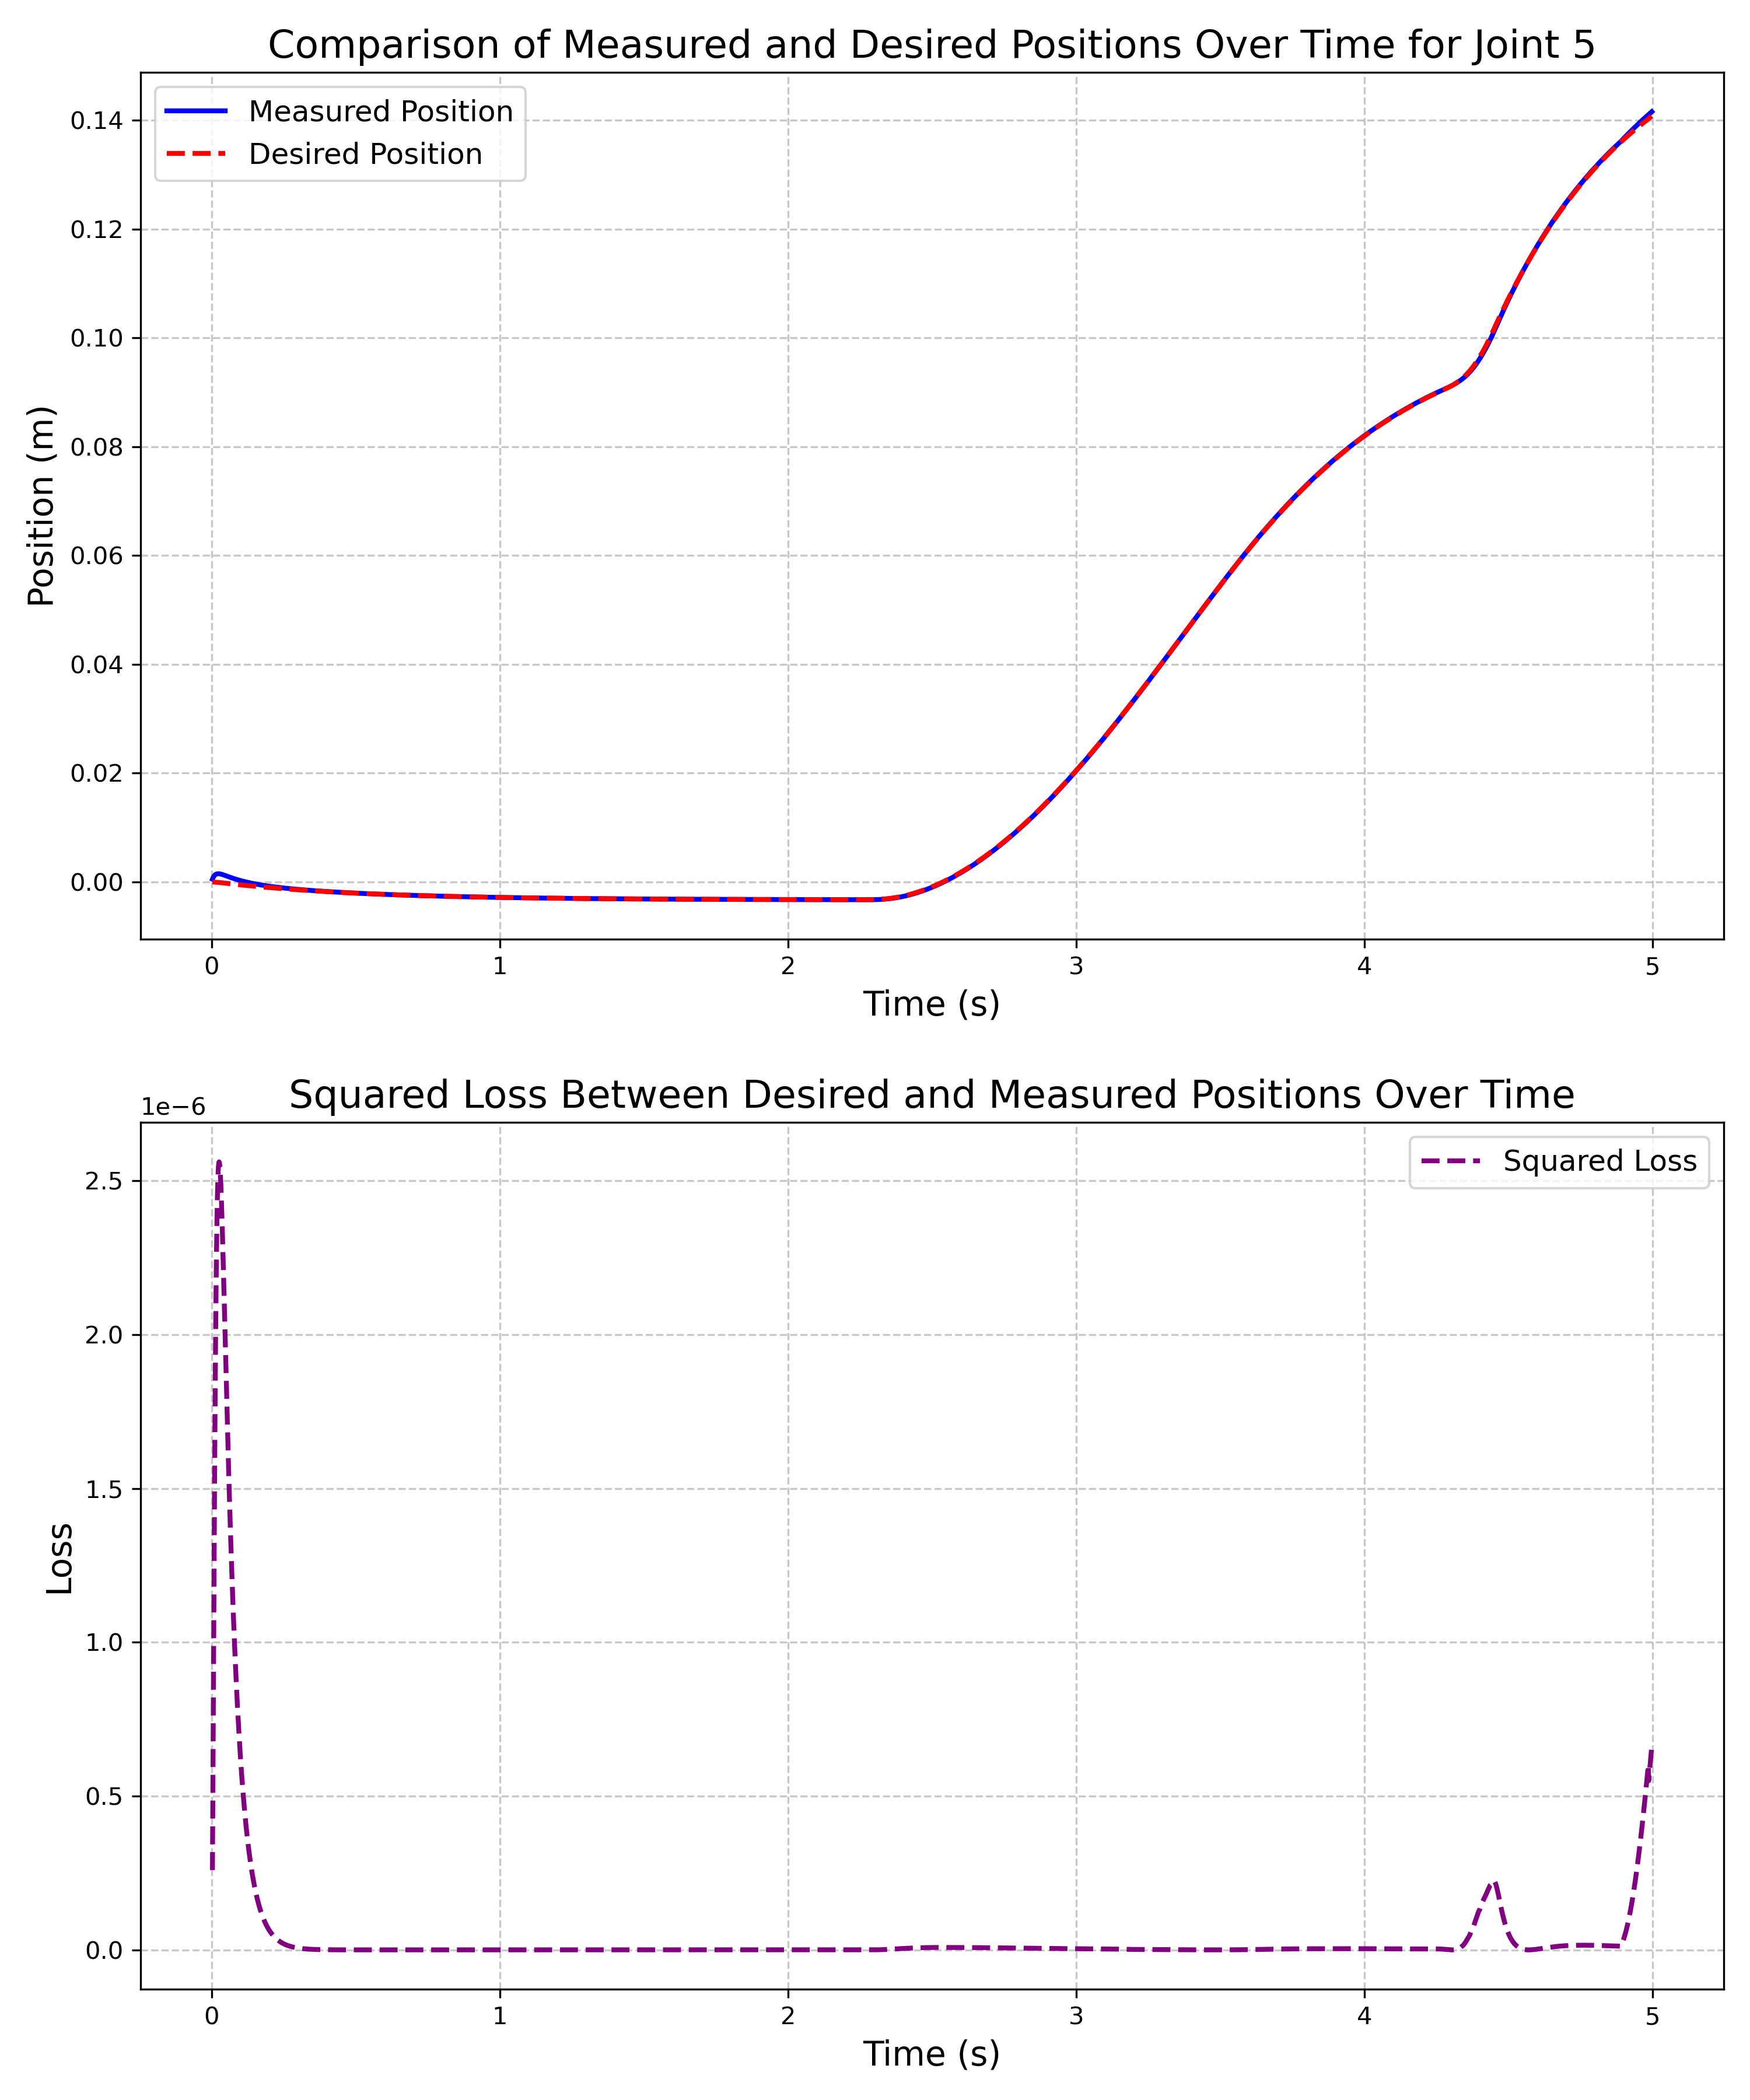 Comparison of Measured and Desired Positions Over Time for Joint 5
Measured Position
Desired Position
Position (m)
0.14
0.12
0.10
0.08
0.06
0.04
0.02
0.00
0 1 2 3 4 5
Time (s)
Squared Loss Between Desired and Measured Positions Over Time
1e−6
Squared Loss
Loss
2.5
2.0
1.5
1.0
0.5
0.0
0 1 2 3 4 5
Time (s)